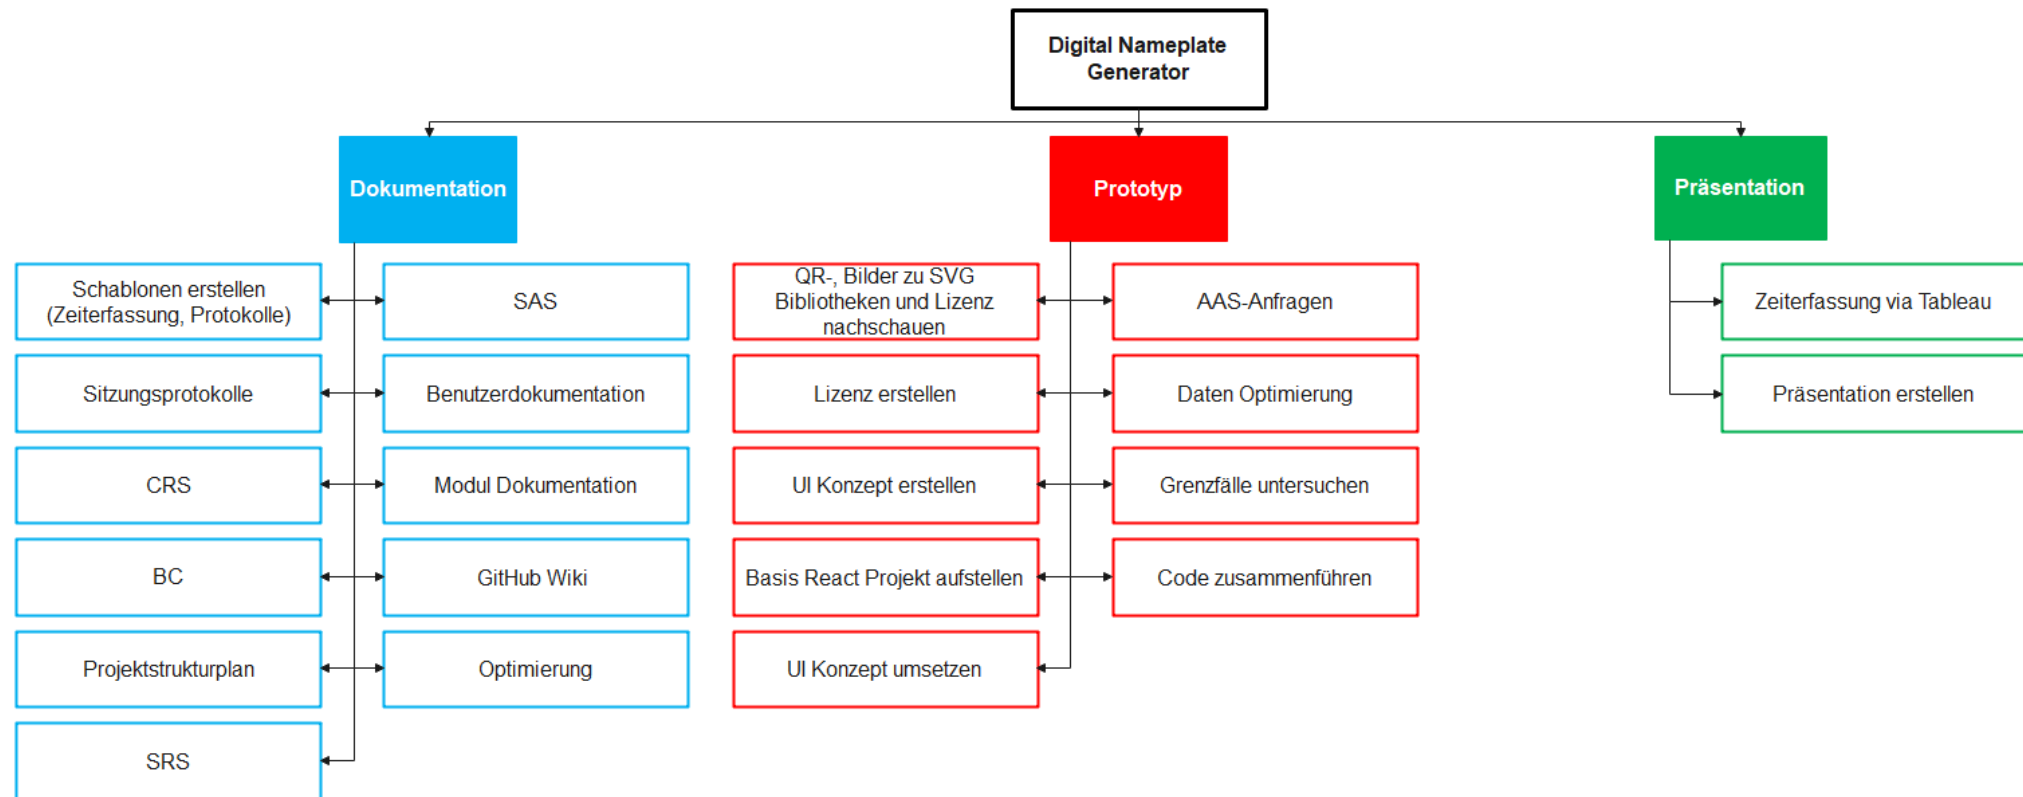 Digital Nameplate
Generator
Dokumentation
Prototyp
Präsentation
Schablonen erstellen
(Zeiterfassung, Protokolle)
SAS
Sitzungsprotokolle
Benutzerdokumentation
CRS
Modul Dokumentation
BC
GitHub Wiki
Projektstrukturplan
Optimierung
SRS
QR-, Bilder zu SVG
Bibliotheken und Lizenz
nachschauen
AAS-Anfragen
Lizenz erstellen
Daten Optimierung
UI Konzept erstellen
Grenzfälle untersuchen
Basis React Projekt aufstellen
Code zusammenführen
UI Konzept umsetzen
Zeiterfassung via Tableau
Präsentation erstellen